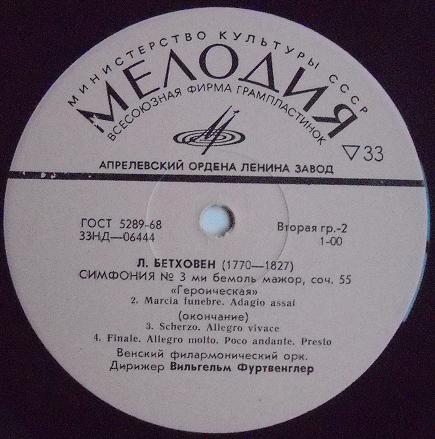 МИНИСТЕРСТВО КУЛЬТУРЫ СССР
МЕЛОДИЯ
ВСЕСОЮЗНАЯ ФИРМА ГРАМПЛАСТИНОК
▽33
АПРЕЛЕВСКИЙ ОРДЕНА ЛЕНИНА ЗАВОД
ГОСТ 5289-68
33НД—06444
Вторая гр.-2
1-00
Л. БЕТХОВЕН (1770—1827)
СИМФОНИЯ № 3 ми бемоль мажор, соч. 55
«Героическая»
2. Marcia funebre. Adagio assai
(окончание)
3. Scherzo. Allegro vivace
4. Finale. Allegro molto. Poco andante. Presto
Венский филармонический орк.
Дирижер Вильгельм Фуртвенглер